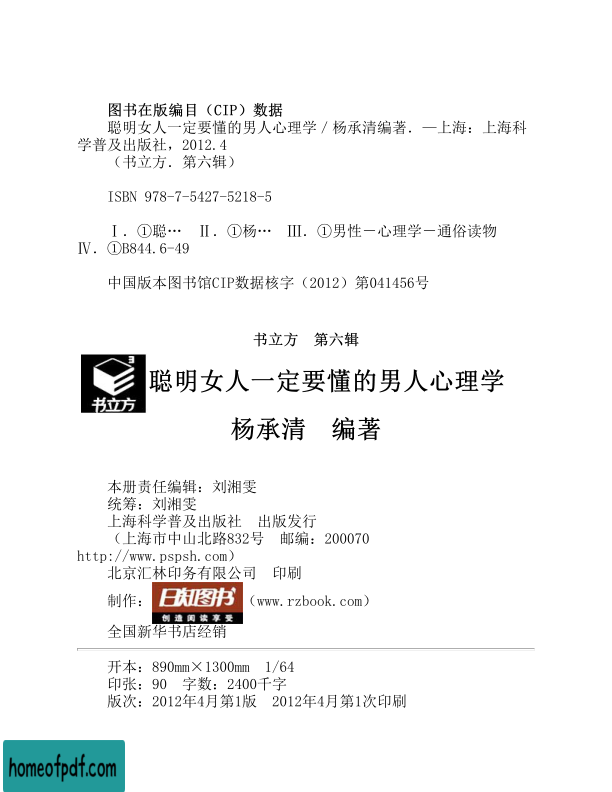 图书在版编目（CIP）数据
聪明女人一定要懂的男人心理学／杨承清编著．—上海：上海科
学普及出版社，2012.4
（书立方．第六辑）
ISBN 978-7-5427-5218-5
Ⅰ．①聪…　Ⅱ．①杨…　Ⅲ．①男性－心理学－通俗读物
Ⅳ．①B844.6-49
中国版本图书馆CIP数据核字（2012）第041456号
书立方　第六辑
3
书立方
聪明女人一定要懂的男人心理学
杨承清　编著
本册责任编辑：刘湘雯
统筹：刘湘雯
上海科学普及出版社　出版发行
（上海市中山北路832号　邮编：200070
http://www.pspsh.com）
北京汇林印务有限公司　印刷
制作：日知图书（www.rzbook.com）
创造阅读享受
全国新华书店经销
开本：890mm×1300mm　1/64
印张：90　字数：2400千字
版次：2012年4月第1版　2012年4月第1次印刷
homeofpdf.com